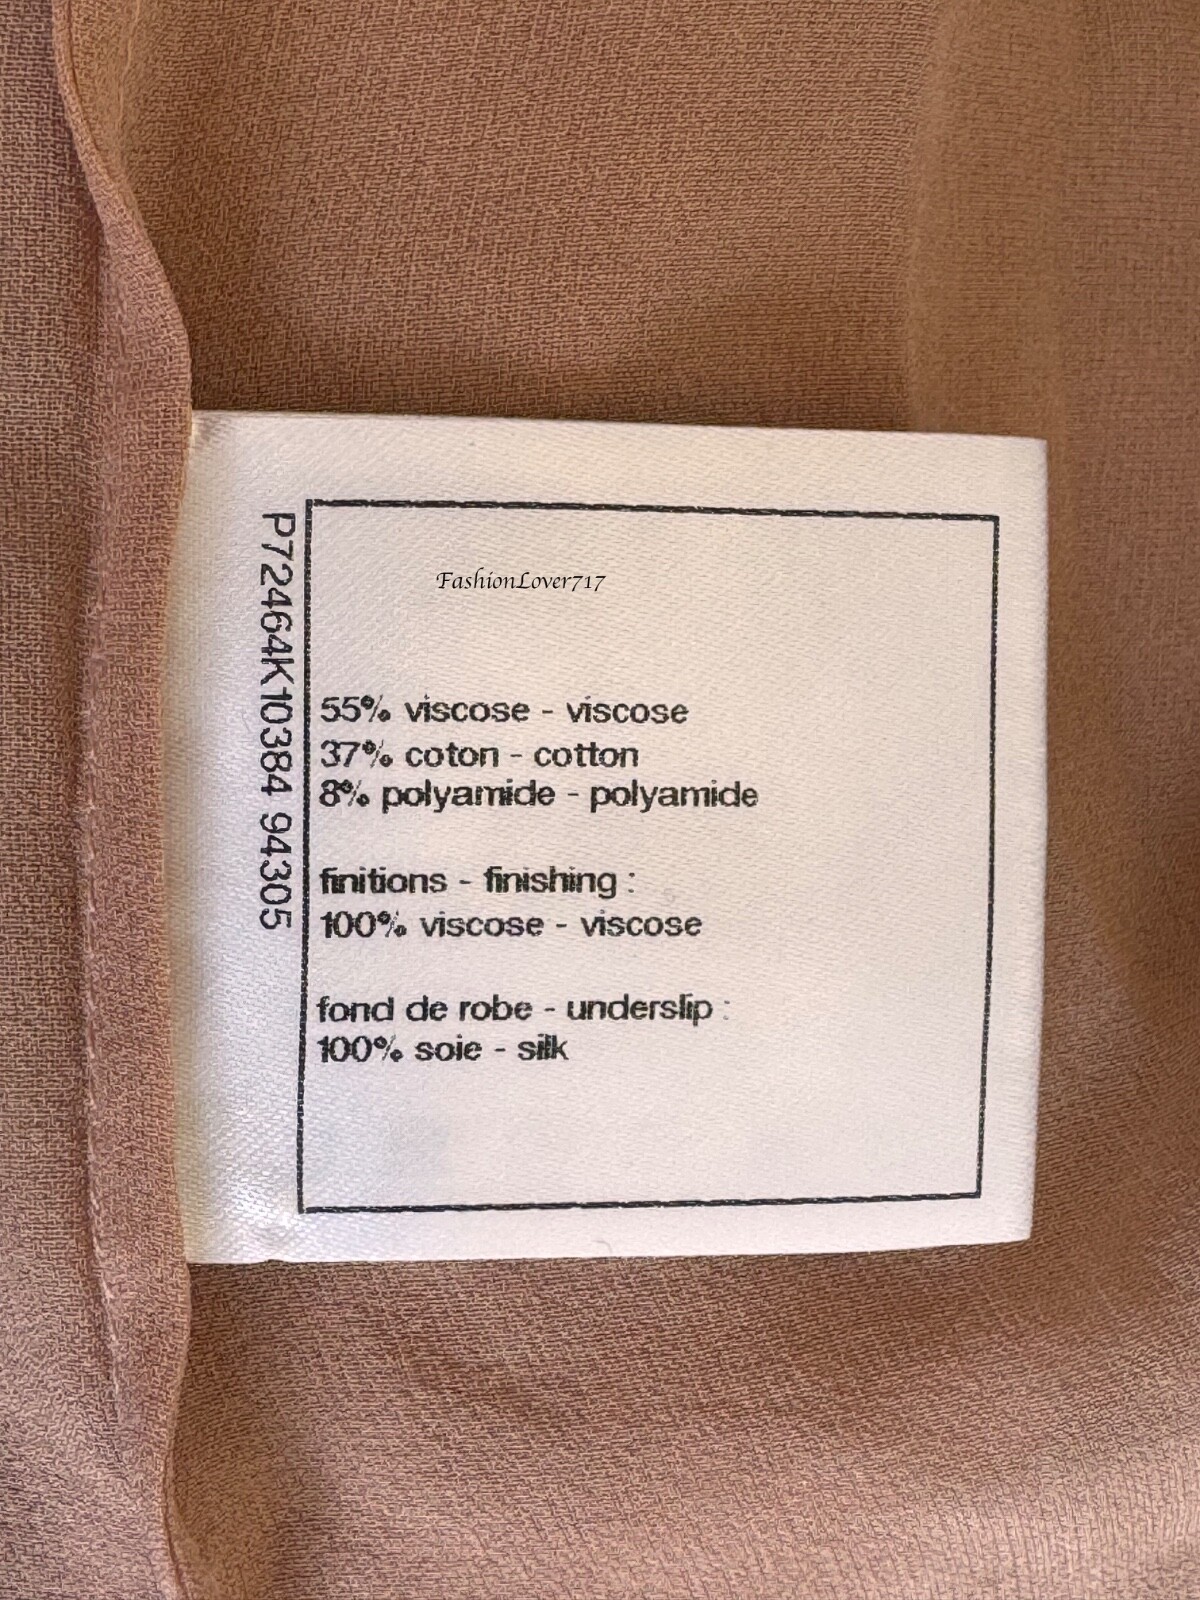 P72464K10384 94305
FashionLover717
55% viscose - viscose
37% coton - cotton
8% polyamide - polyamide
finitions - finishing :
100% viscose - viscose
fond de robe - underslip :
100% soie - silk